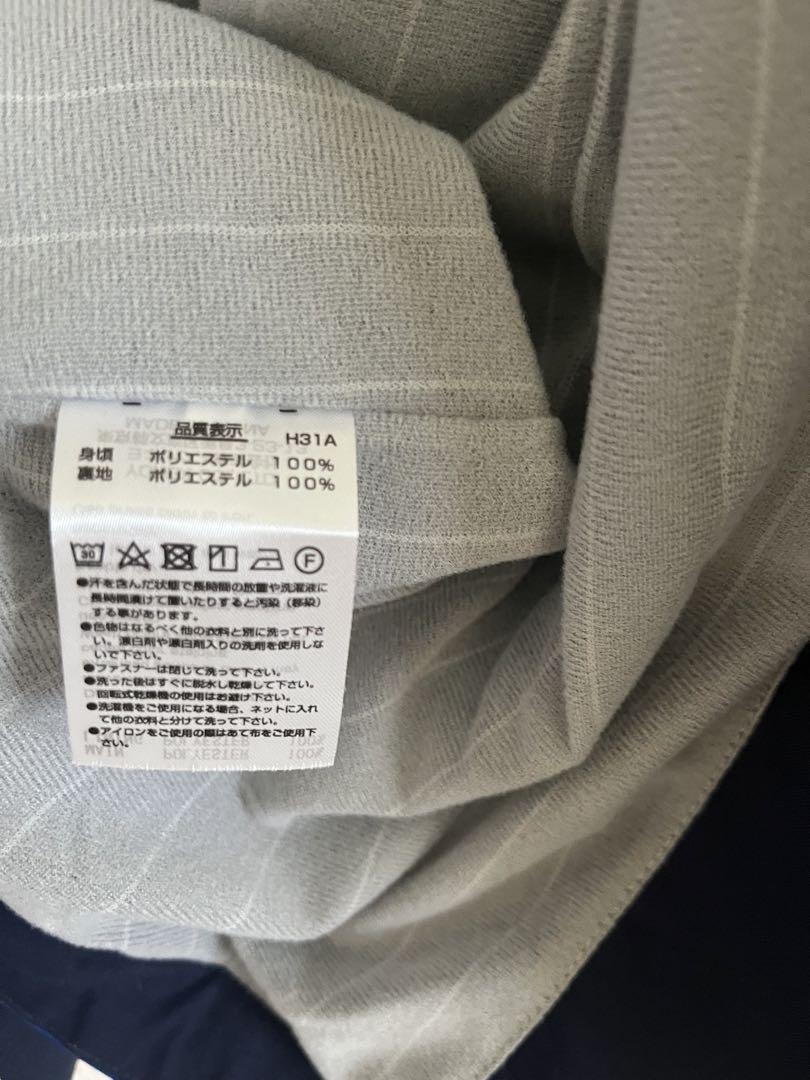 品質表示
H31A
身頃 ポリエステル 100%
裏地 ポリエステル 100%
30
F
●汗を含んだ状態で長時間の放置や洗濯液に
長時間漬けて置いたりすると汚染（移染）
する事があります。
●色物はなるべく他の衣料と別に洗って下さ
い。漂白剤や漂白剤入りの洗剤を使用しな
いで下さい。
●ファスナーは閉じて洗って下さい。
●洗った後はすぐに脱水し乾燥して下さい。
回転式乾燥機の使用はお避け下さい。
●洗濯機をご使用になる場合、ネットに入れ
て他の衣料と分けて洗って下さい。
●アイロンをご使用の際はあて布をご使用下
さい。
MAIN POLYESTER 100%